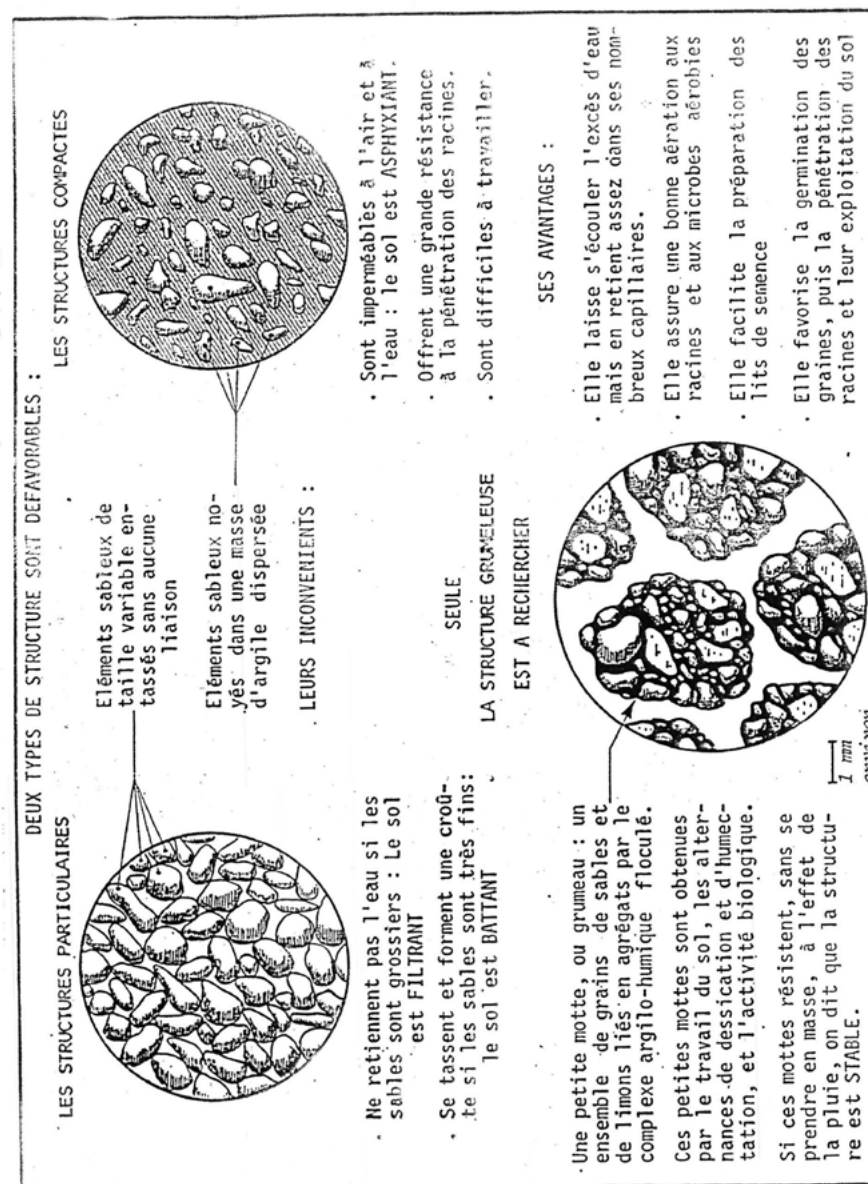 DEUX TYPES DE STRUCTURE SONT DEFAVORABLES :
LES STRUCTURES PARTICULAIRES
Eléments sableux de
taille variable en-
tassés sans aucune
liaison
LES STRUCTURES COMPACTES
Eléments sableux no-
yés dans une masse
d'argile dispersée
LEURS INCONVENIENTS :
. Ne retiennent pas l'eau si les
sables sont grossiers : Le sol
est FILTRANT
. Se tassent et forment une croû-
te si les sables sont très fins:
le sol est BATTANT
. Sont imperméables à l'air et à
l'eau : le sol est ASPHYXIANT.
. Offrent une grande résistance
à la pénétration des racines.
. Sont difficiles à travailler.
SEULE
LA STRUCTURE GRUMELEUSE
EST A RECHERCHER
. Une petite motte, ou grumeau : un
ensemble de grains de sables et
de limons liés en agrégats par le
complexe argilo-humique floculé.
Ces petites mottes sont obtenues
par le travail du sol, les alter-
nances de dessication et d'humec-
tation, et l'activité biologique.
Si ces mottes résistent, sans se
prendre en masse, à l'effet de
la pluie, on dit que la structu-
re est STABLE.
1 mm
environ
SES AVANTAGES :
. Elle laisse s'écouler l'excès d'eau
mais en retient assez dans ses nom-
breux capillaires.
. Elle assure une bonne aération aux
racines et aux microbes aérobies
. Elle facilite la préparation des
lits de semence
. Elle favorise la germination des
graines, puis la pénétration des
racines et leur exploitation du sol